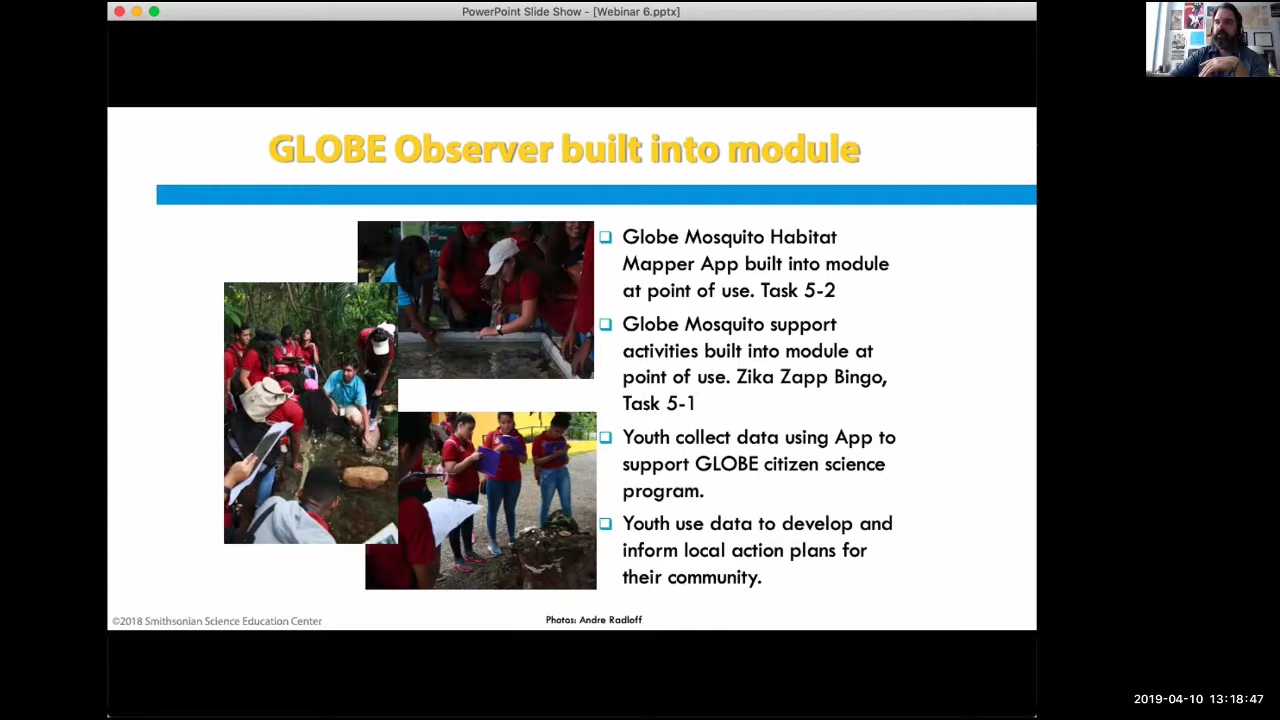 PowerPoint Slide Show - [Webinar 6.pptx]
GLOBE Observer built into module
Globe Mosquito Habitat
Mapper App built into module
at point of use. Task 5-2
Globe Mosquito support
activities built into module at
point of use. Zika Zapp Bingo,
Task 5-1
Youth collect data using App to
support GLOBE citizen science
program.
Youth use data to develop and
inform local action plans for
their community.
©2018 Smithsonian Science Education Center
Photos: Andre Radloff
2019-04-10 13:18:47